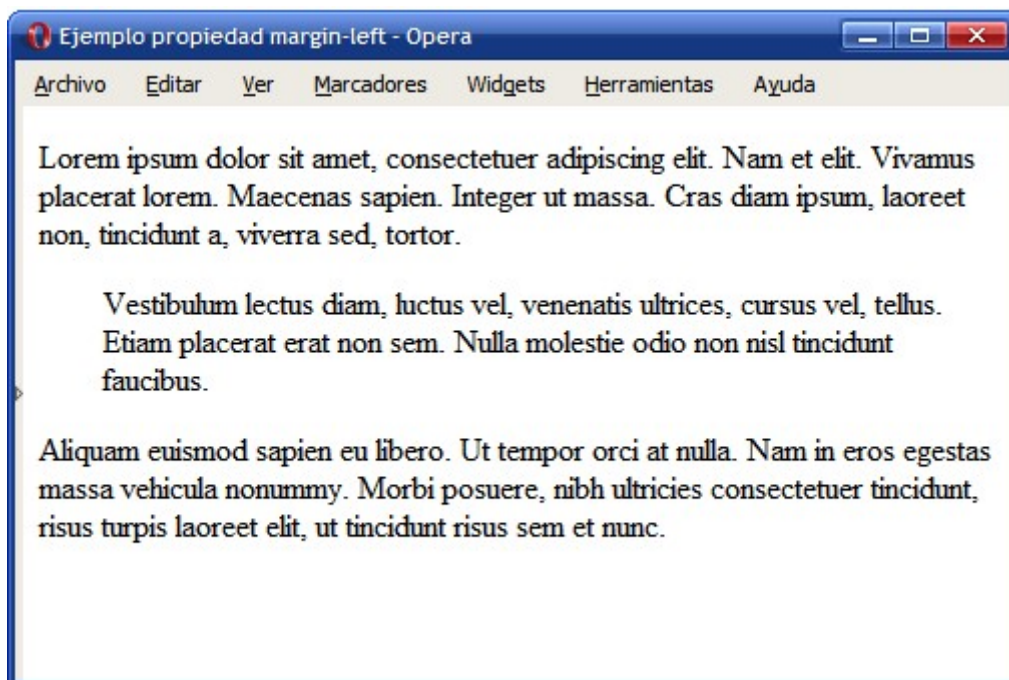 Ejemplo propiedad margin-left - Opera
Archivo Editar Ver Marcadores Widgets Herramientas Ayuda
Lorem ipsum dolor sit amet, consectetuer adipiscing elit. Nam et elit. Vivamus
placerat lorem. Maecenas sapien. Integer ut massa. Cras diam ipsum, laoreet
non, tincidunt a, viverra sed, tortor.
Vestibulum lectus diam, luctus vel, venenatis ultrices, cursus vel, tellus.
Etiam placerat erat non sem. Nulla molestie odio non nisl tincidunt
faucibus.
Aliquam euismod sapien eu libero. Ut tempor orci at nulla. Nam in eros egestas
massa vehicula nonummy. Morbi posuere, nibh ultricies consectetuer tincidunt,
risus turpis laoreet elit, ut tincidunt risus sem et nunc.